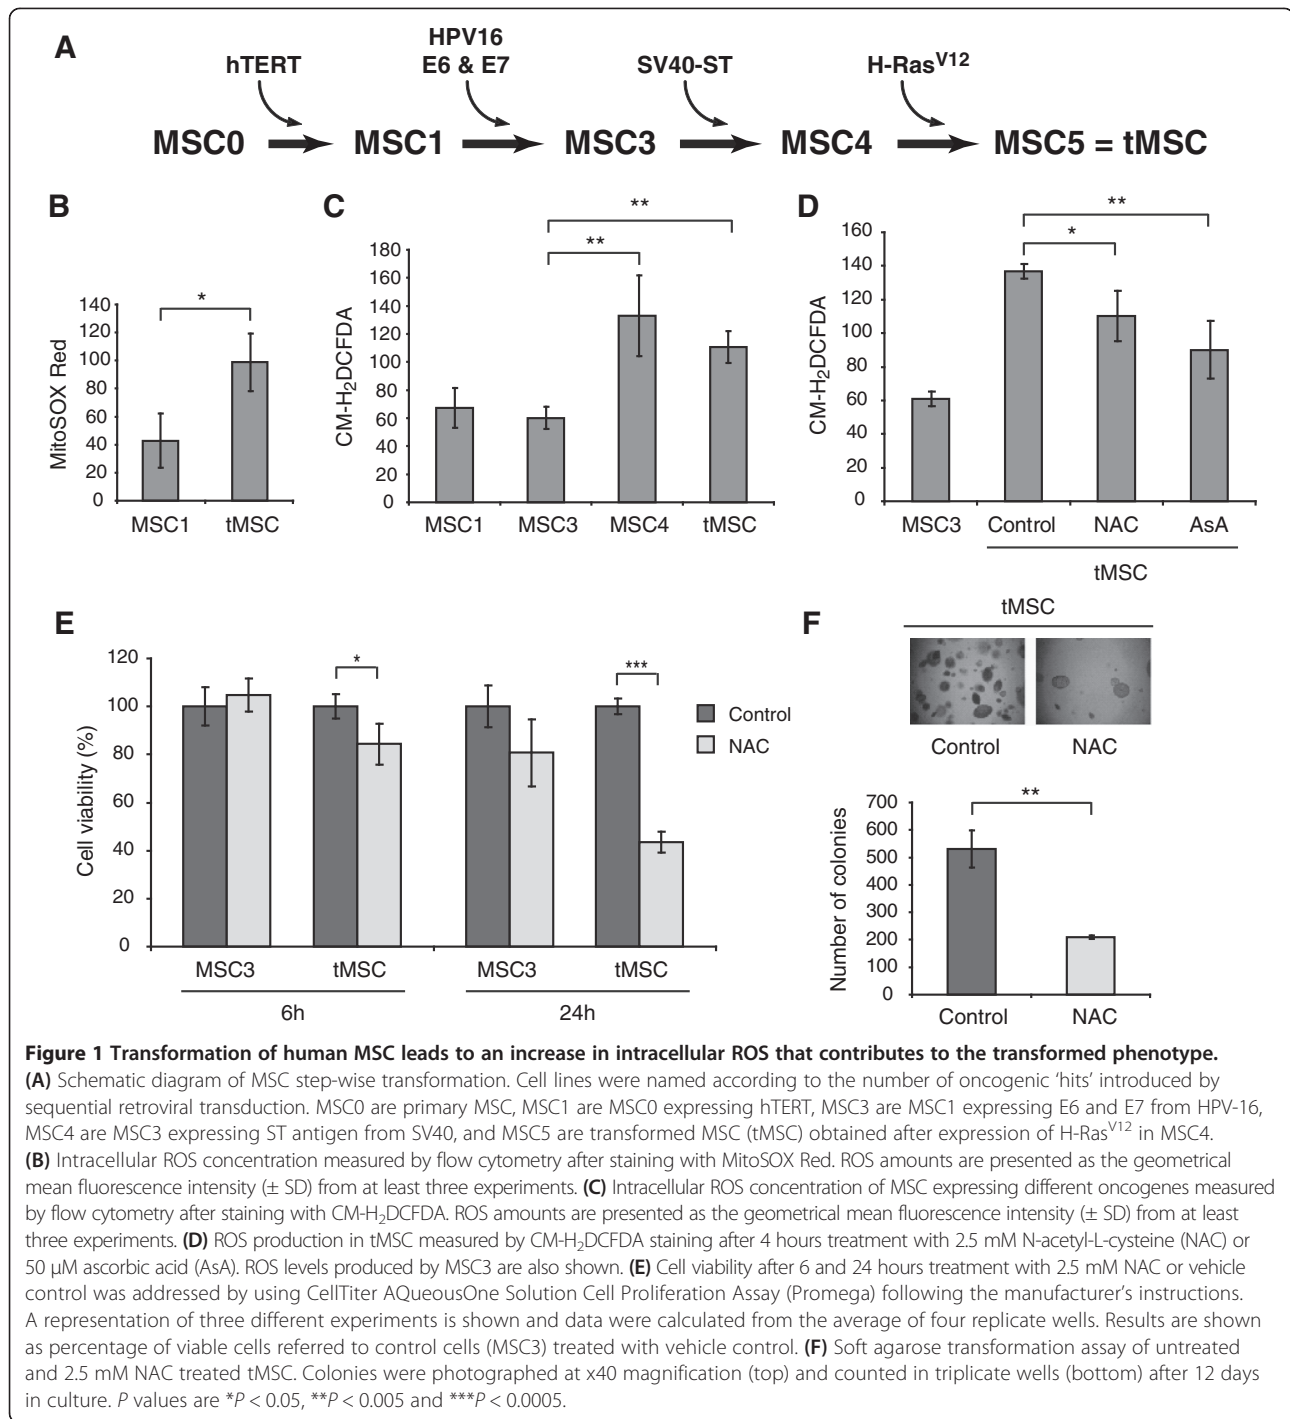 A
hTERT
HPV16
E6 & E7
SV40-ST
H-RasV12
MSC0
MSC1
MSC3
MSC4
MSC5 = tMSC
B
MitoSOX Red
140
120
100
80
60
40
20
0
*
MSC1
tMSC
C
CM-H2DCFDA
180
160
140
120
100
80
60
40
20
0
**
**
MSC1
MSC3
MSC4
tMSC
D
CM-H2DCFDA
160
140
120
100
80
60
40
20
0
**
*
MSC3
Control
NAC
AsA
tMSC
E
Cell viability (%)
120
100
80
60
40
20
0
*
***
Control
NAC
MSC3
tMSC
MSC3
tMSC
6h
24h
F
tMSC
Control
NAC
Number of colonies
700
600
500
400
300
200
100
0
**
Control
NAC
Figure 1 Transformation of human MSC leads to an increase in intracellular ROS that contributes to the transformed phenotype.
(A) Schematic diagram of MSC step-wise transformation. Cell lines were named according to the number of oncogenic ‘hits’ introduced by
sequential retroviral transduction. MSC0 are primary MSC, MSC1 are MSC0 expressing hTERT, MSC3 are MSC1 expressing E6 and E7 from HPV-16,
MSC4 are MSC3 expressing ST antigen from SV40, and MSC5 are transformed MSC (tMSC) obtained after expression of H-RasV12 in MSC4.
(B) Intracellular ROS concentration measured by flow cytometry after staining with MitoSOX Red. ROS amounts are presented as the geometrical
mean fluorescence intensity (± SD) from at least three experiments. (C) Intracellular ROS concentration of MSC expressing different oncogenes measured
by flow cytometry after staining with CM-H2DCFDA. ROS amounts are presented as the geometrical mean fluorescence intensity (± SD) from at least
three experiments. (D) ROS production in tMSC measured by CM-H2DCFDA staining after 4 hours treatment with 2.5 mM N-acetyl-L-cysteine (NAC) or
50 μM ascorbic acid (AsA). ROS levels produced by MSC3 are also shown. (E) Cell viability after 6 and 24 hours treatment with 2.5 mM NAC or vehicle
control was addressed by using CellTiter AQueousOne Solution Cell Proliferation Assay (Promega) following the manufacturer’s instructions.
A representation of three different experiments is shown and data were calculated from the average of four replicate wells. Results are shown
as percentage of viable cells referred to control cells (MSC3) treated with vehicle control. (F) Soft agarose transformation assay of untreated
and 2.5 mM NAC treated tMSC. Colonies were photographed at x40 magnification (top) and counted in triplicate wells (bottom) after 12 days
in culture. P values are *P < 0.05, **P < 0.005 and ***P < 0.0005.